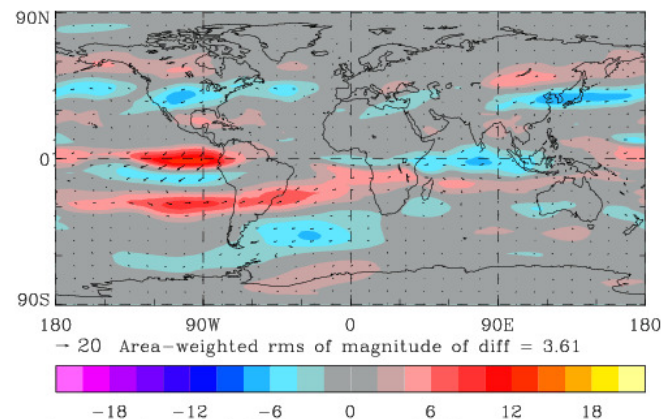 90N
0
90S
180 90W 0 90E 180
→ 20 Area-weighted rms of magnitude of diff = 3.61
−18 −12 −6 0 6 12 18